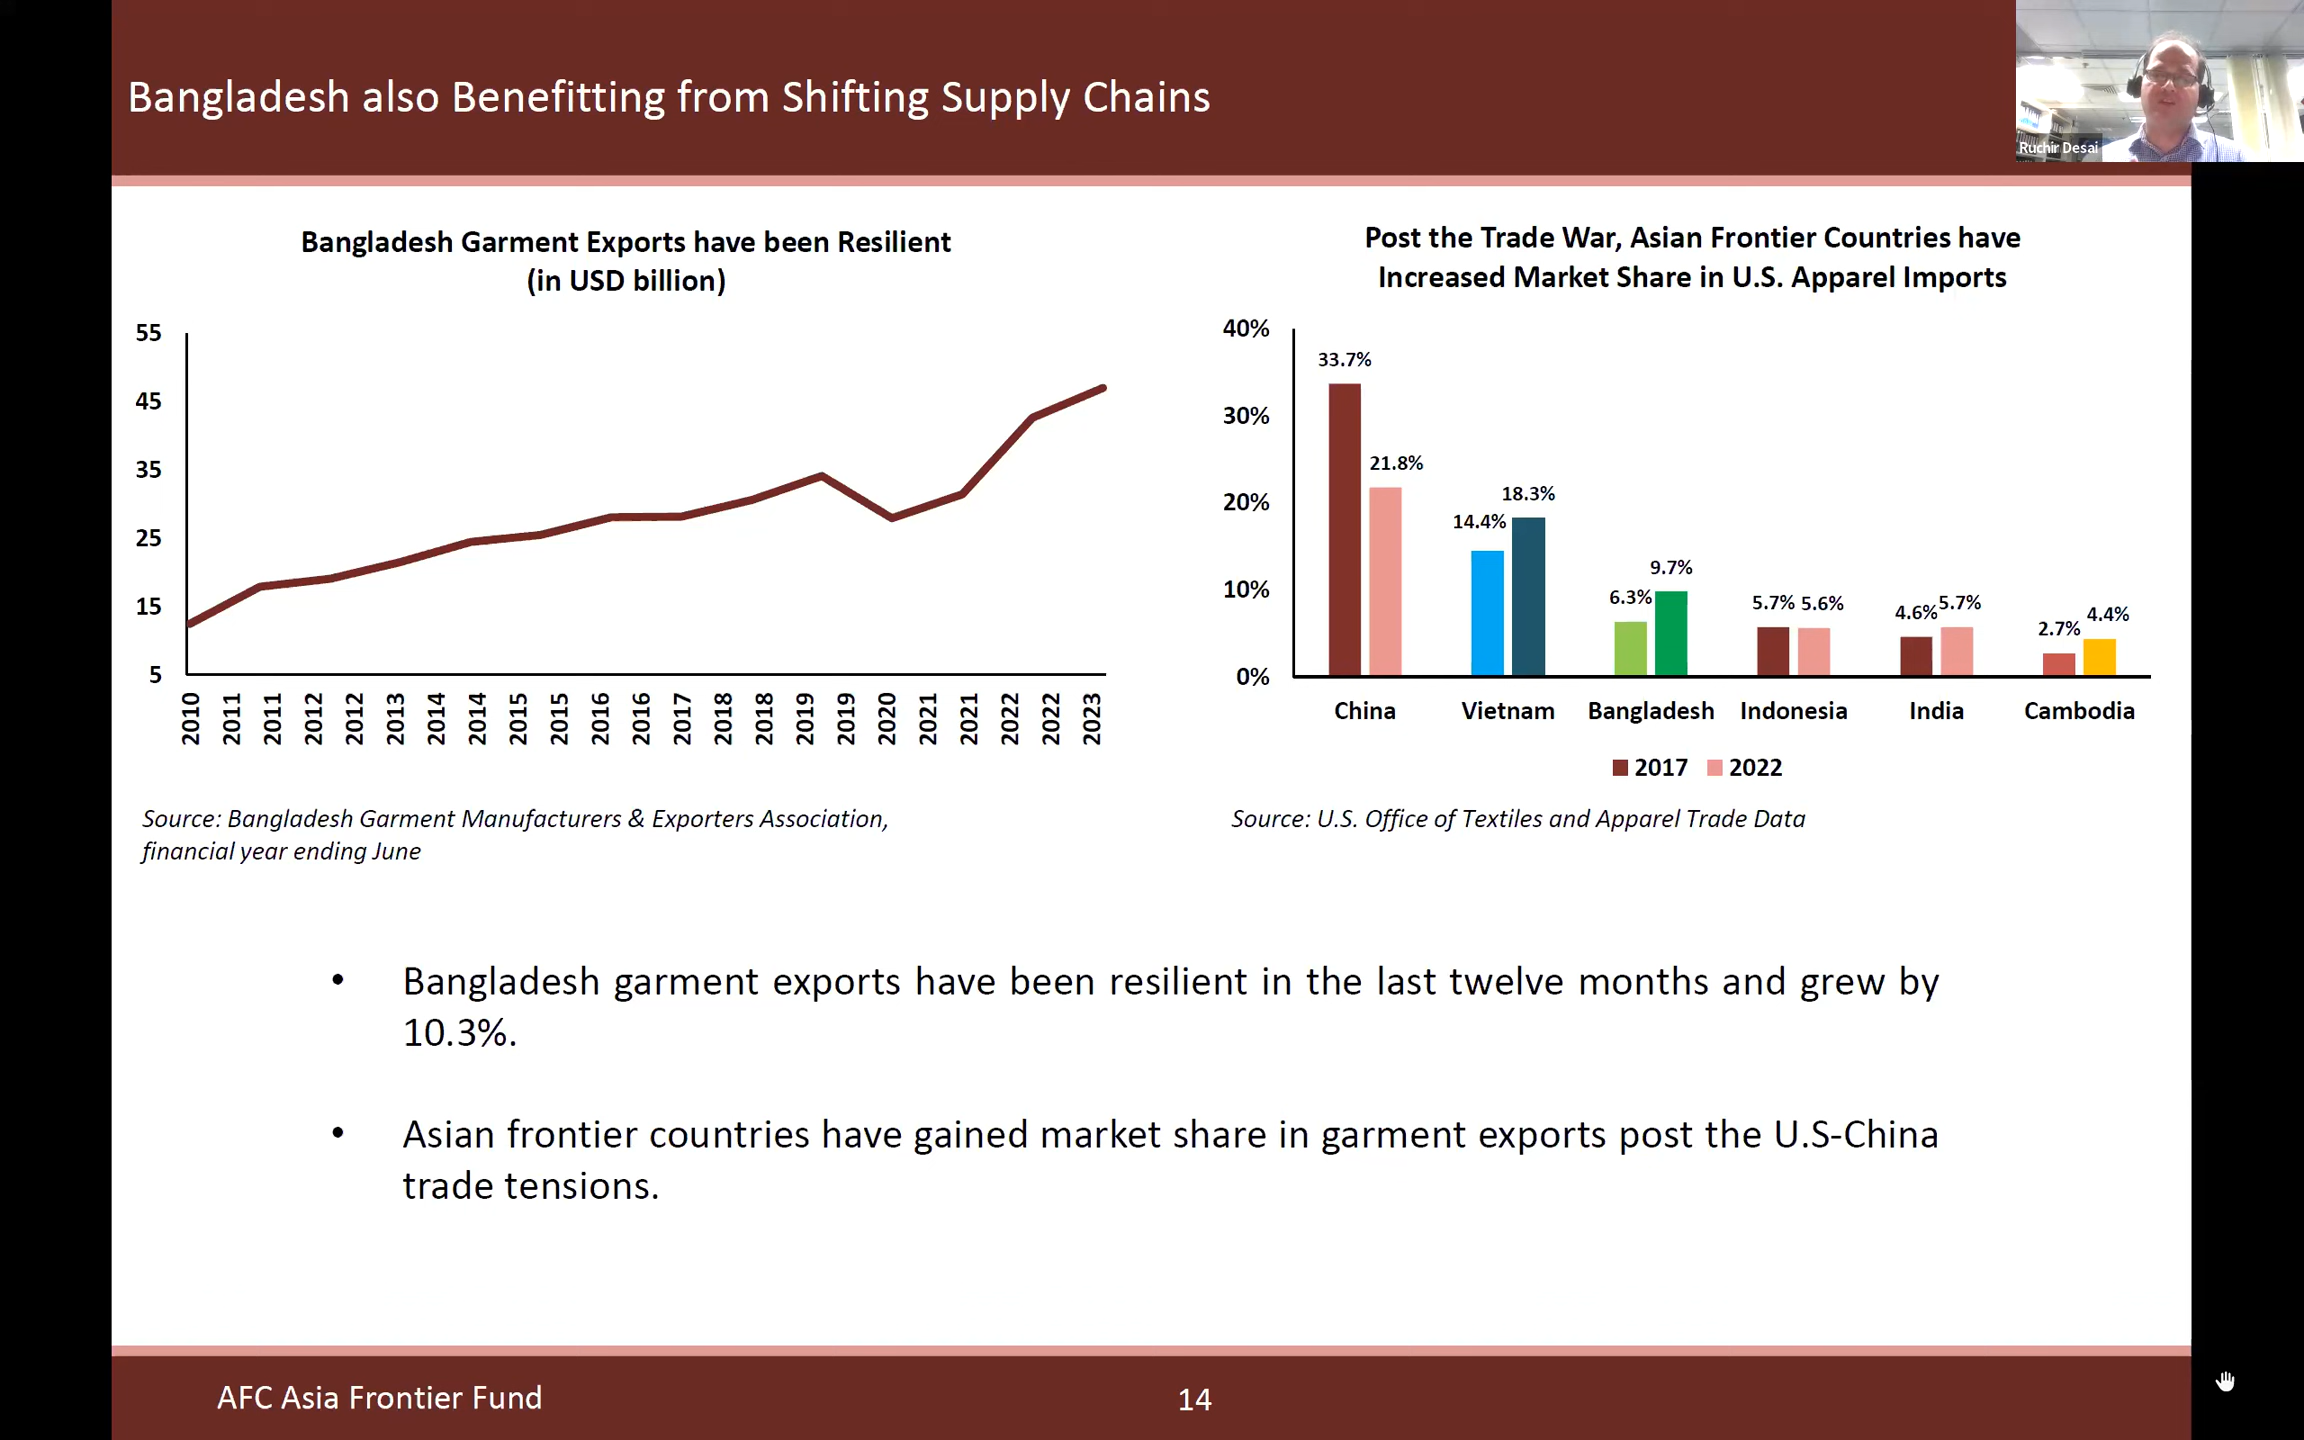 Bangladesh also Benefitting from Shifting Supply Chains
Ruchir Desai
Bangladesh Garment Exports have been Resilient
(in USD billion)
55
45
35
25
15
5
2010 2011 2011 2012 2012 2013 2014 2014 2015 2015 2016 2016 2017 2018 2018 2019 2019 2020 2021 2021 2022 2022 2023
Source: Bangladesh Garment Manufacturers & Exporters Association,
financial year ending June
Post the Trade War, Asian Frontier Countries have
Increased Market Share in U.S. Apparel Imports
40%
30%
20%
10%
0%
33.7%
21.8%
14.4%
18.3%
6.3%
9.7%
5.7% 5.6%
4.6% 5.7%
2.7%
4.4%
China Vietnam Bangladesh Indonesia India Cambodia
2017 2022
Source: U.S. Office of Textiles and Apparel Trade Data
• Bangladesh garment exports have been resilient in the last twelve months and grew by
10.3%.
• Asian frontier countries have gained market share in garment exports post the U.S-China
trade tensions.
AFC Asia Frontier Fund
14